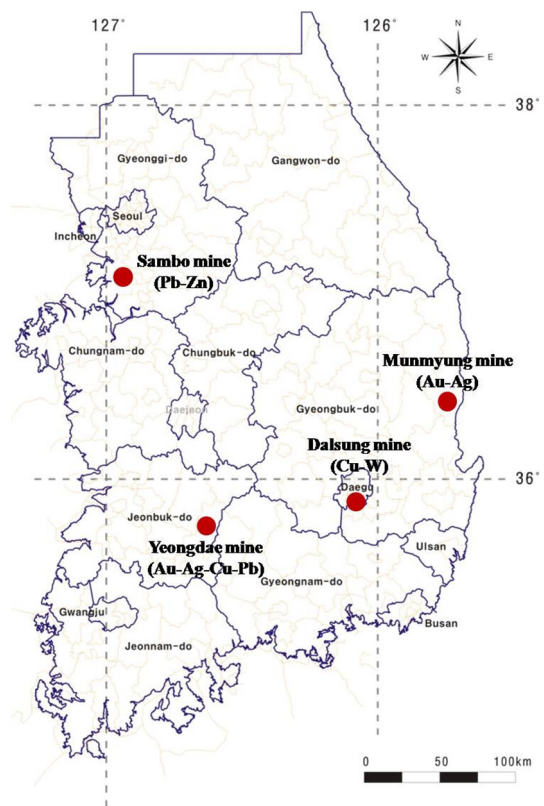 127°
126°
N
W
E
S
38°
Gyeonggi-do
Gangwon-do
Seoul
Incheon
Sambo mine
(Pb-Zn)
Chungnam-do
Chungbuk-do
Munmyung mine
(Au-Ag)
Daejeon
Gyeongbuk-do
Dalsung mine
(Cu-W)
36°
Daegu
Jeonbuk-do
Yeongdae mine
(Au-Ag-Cu-Pb)
Ulsan
Gyeongnam-do
Gwangju
Busan
Jeonnam-do
0 50 100km